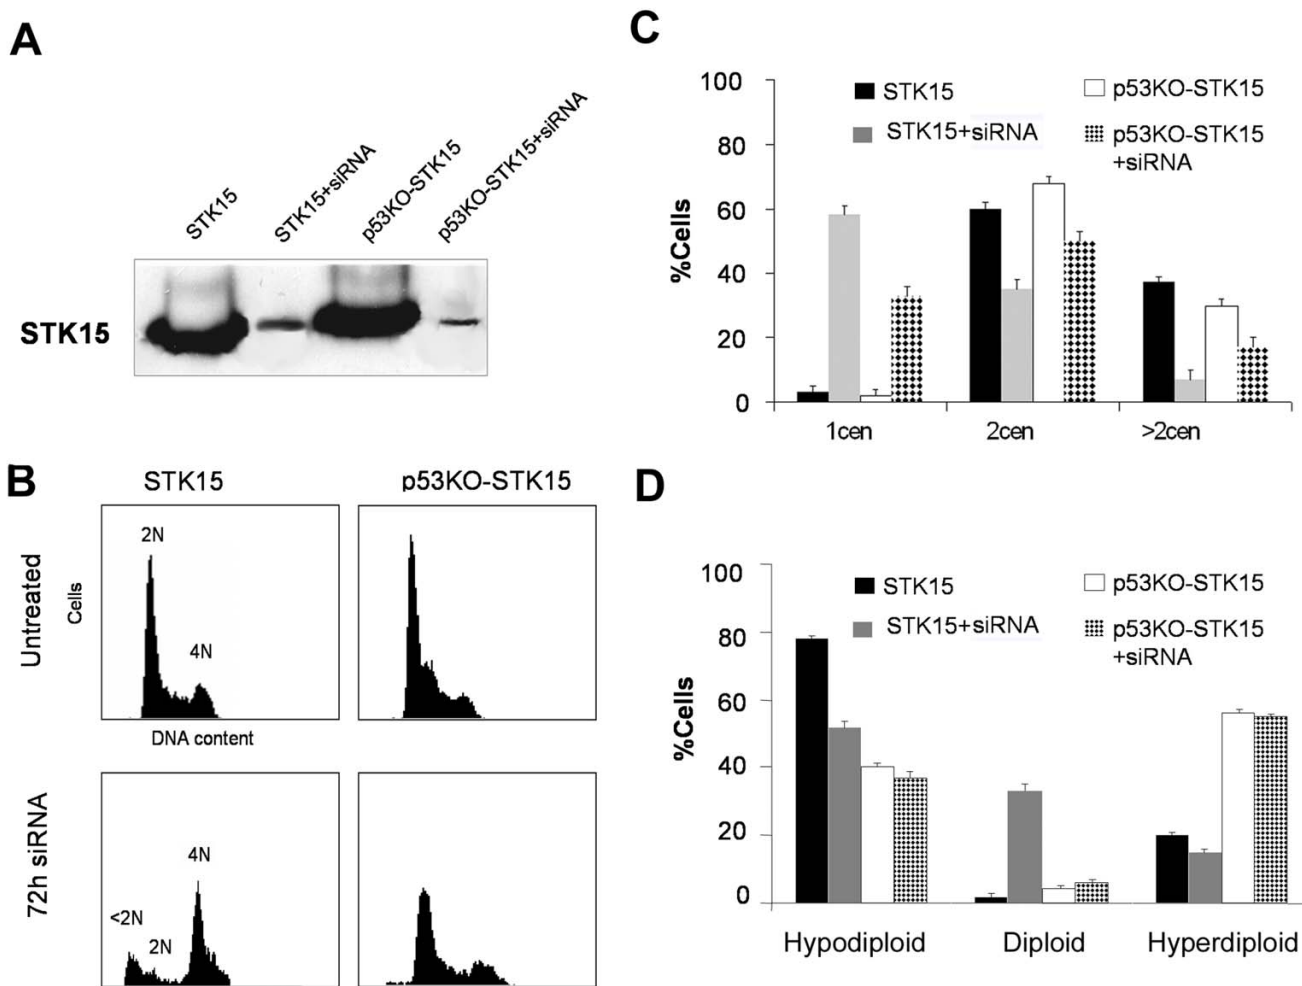 A
STK15
STK15+siRNA
p53KO-STK15
p53KO-STK15+siRNA
STK15
B
STK15
p53KO-STK15
Untreated
Cells
2N
4N
DNA content
72h siRNA
<2N
2N
4N
C
%Cells
100
80
60
40
20
0
STK15
STK15+siRNA
p53KO-STK15
p53KO-STK15
+siRNA
1cen
2cen
>2cen
D
%Cells
100
80
60
40
20
0
STK15
STK15+siRNA
p53KO-STK15
p53KO-STK15
+siRNA
Hypodiploid
Diploid
Hyperdiploid